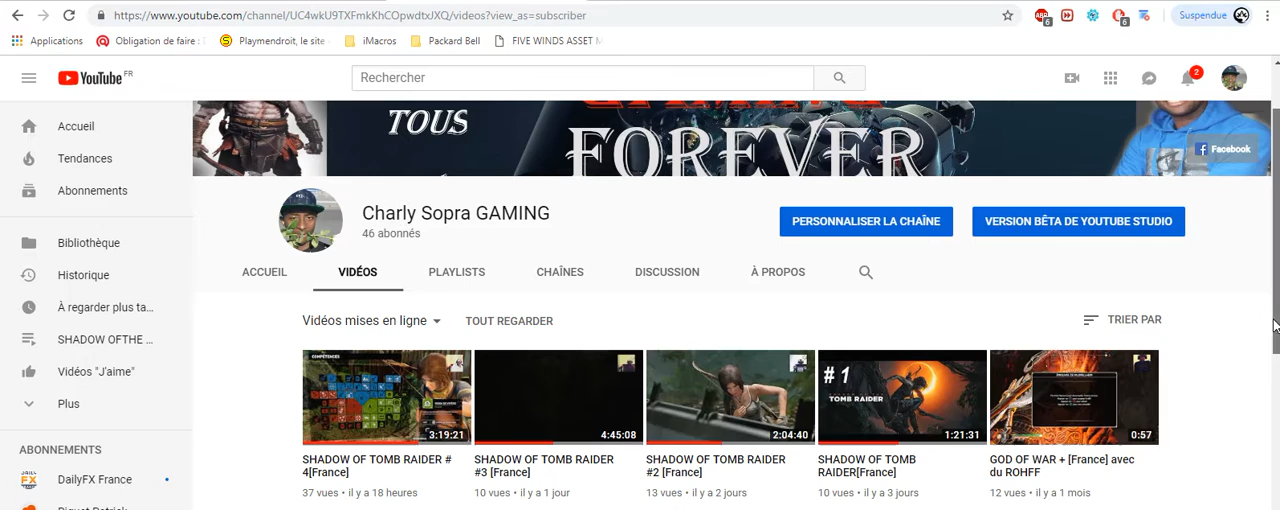 https://www.youtube.com/channel/UC4wkU9TXFmkKhCOpwdtxJXQ/videos?view_as=subscriber
6
6
Suspendue
Applications
Obligation de faire :
Playmendroit, le site
iMacros
Packard Bell
FIVE WINDS ASSET M
YouTube FR
Rechercher
2
Accueil
Tendances
Abonnements
Bibliothèque
Historique
À regarder plus ta...
SHADOW OFTHE ...
Vidéos "J'aime"
Plus
ABONNEMENTS
DailyFX France
TOUS
FOREVER
Facebook
Charly Sopra GAMING
46 abonnés
PERSONNALISER LA CHAÎNE
VERSION BÊTA DE YOUTUBE STUDIO
ACCUEIL
VIDÉOS
PLAYLISTS
CHAÎNES
DISCUSSION
À PROPOS
Vidéos mises en ligne
TOUT REGARDER
TRIER PAR
COMPÉTENCES
3:19:21
SHADOW OF TOMB RAIDER #
4[France]
37 vues • il y a 18 heures
4:45:08
SHADOW OF TOMB RAIDER
#3 [France]
10 vues • il y a 1 jour
2:04:40
SHADOW OF TOMB RAIDER
#2 [France]
13 vues • il y a 2 jours
# 1
TOMB RAIDER
1:21:31
SHADOW OF TOMB
RAIDER[France]
10 vues • il y a 3 jours
0:57
GOD OF WAR + [France] avec
du ROHFF
12 vues • il y a 1 mois